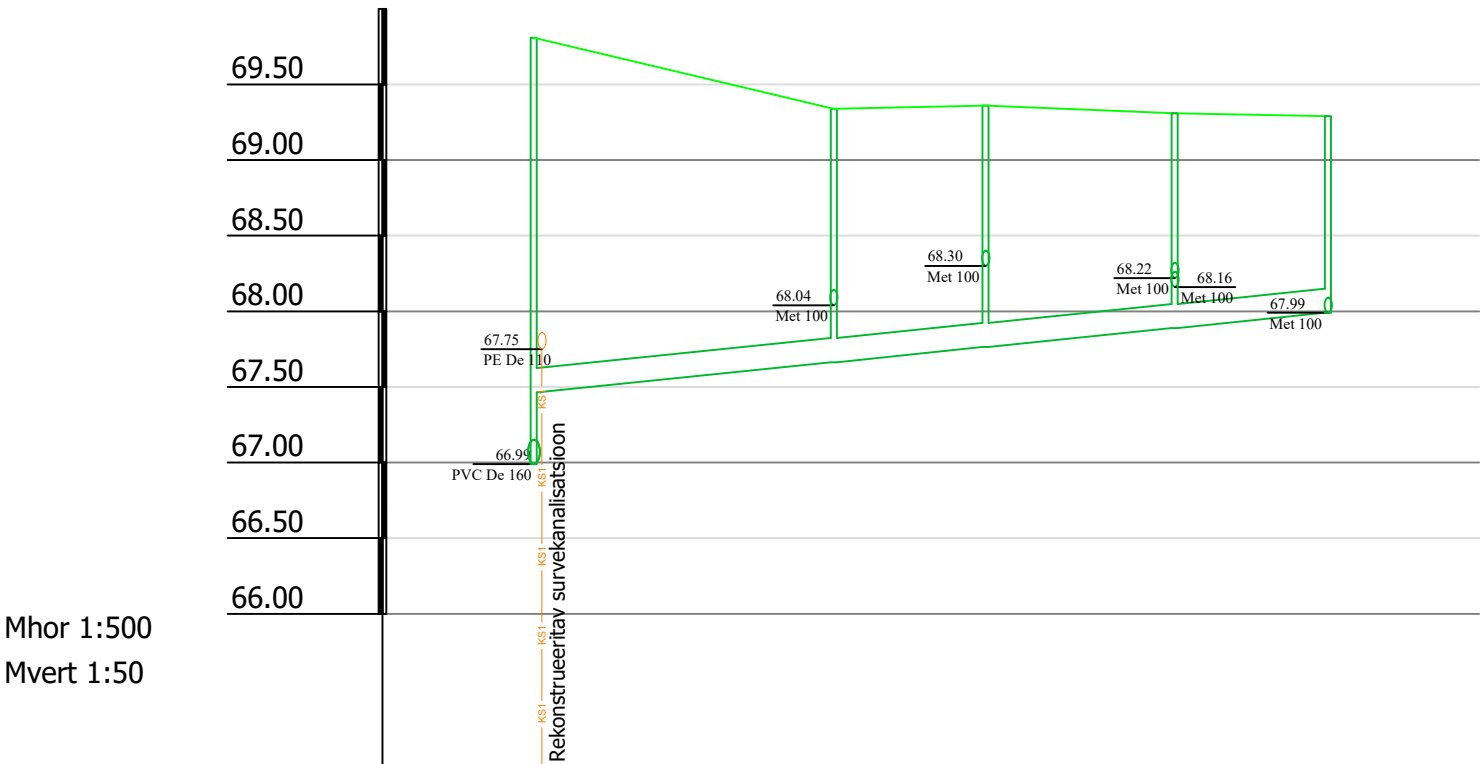 69.50
69.00
68.50
68.00
67.50
67.00
66.50
66.00
Mhor 1:500
Mvert 1:50
66.99
PVC De 160
67.75
PE De 110
KS1
KS1
KS1
KS1
KS1
Rekonstrueeritav survekanalisatsioon
68.04
Met 100
68.30
Met 100
68.22
Met 100
68.16
Met 100
67.99
Met 100